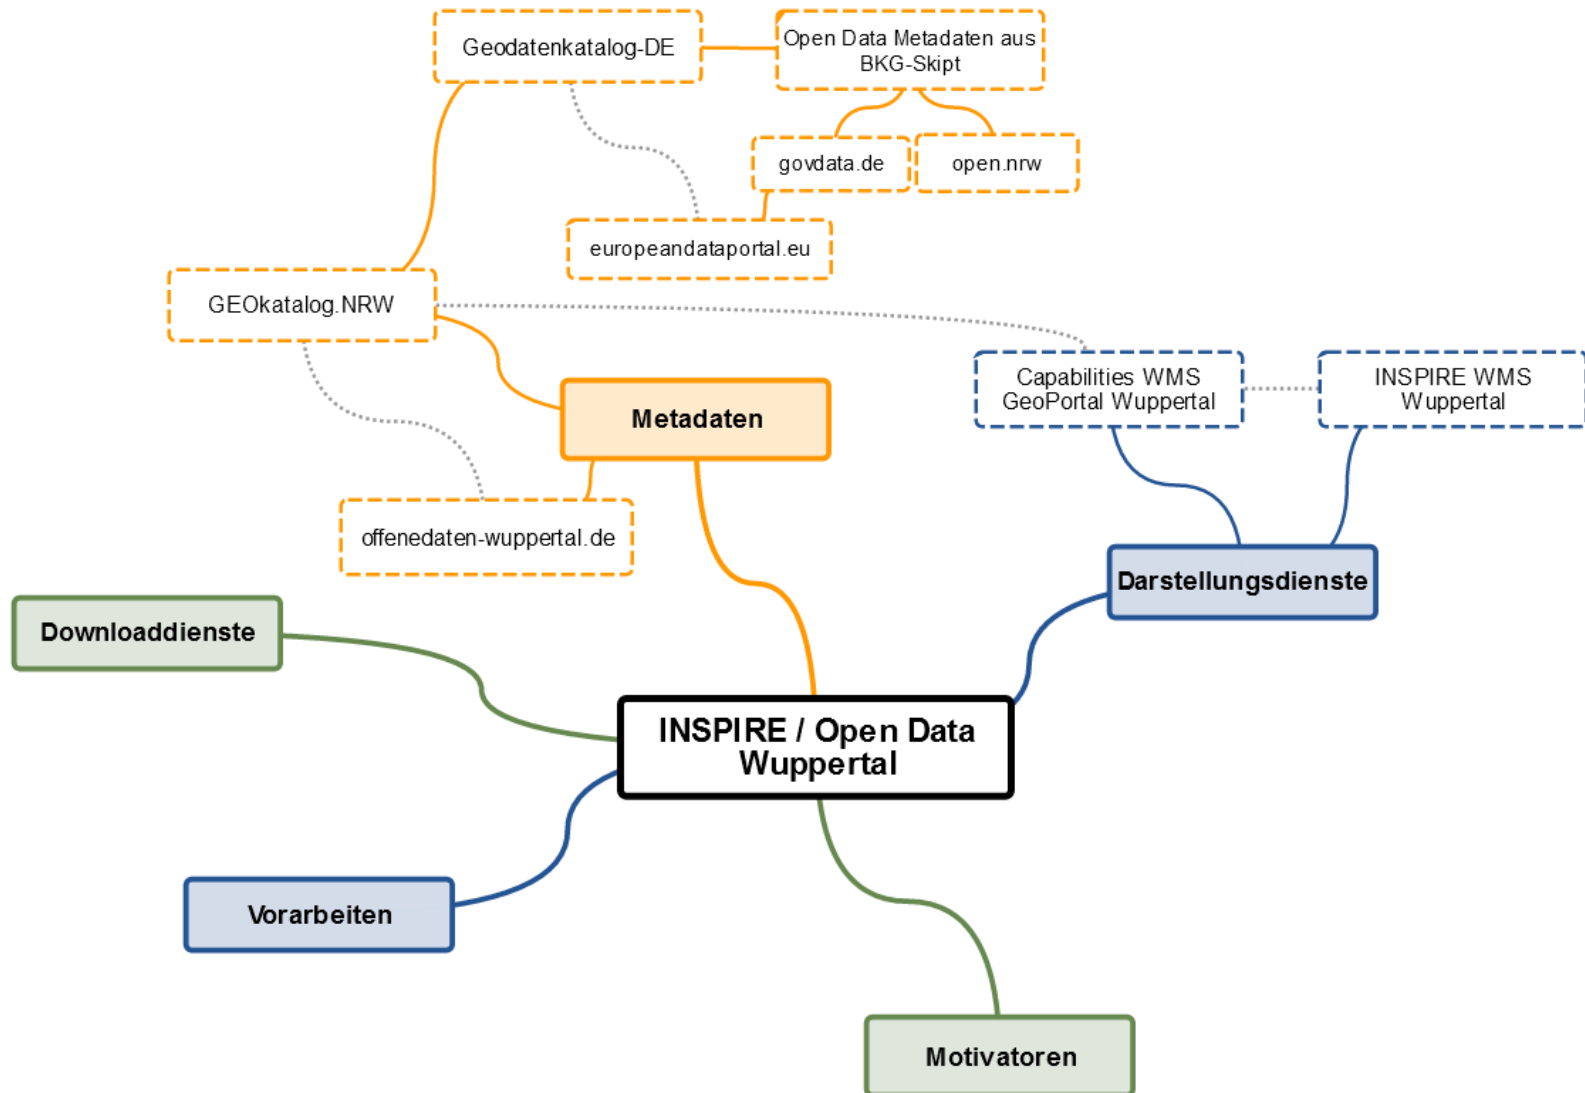 Geodatenkatalog-DE
Open Data Metadaten aus
BKG-Skipt
govdata.de
open.nrw
europeandataportal.eu
GEOkatalog.NRW
Capabilities WMS
GeoPortal Wuppertal
INSPIRE WMS
Wuppertal
Metadaten
offenedaten-wuppertal.de
Darstellungsdienste
Downloaddienste
INSPIRE / Open Data
Wuppertal
Vorarbeiten
Motivatoren